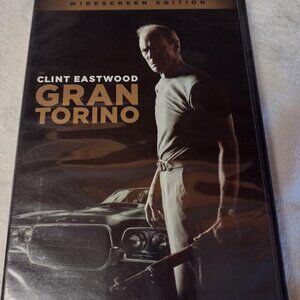 WIDESCREEN EDITION
CLINT EASTWOOD
GRAN
TORINO